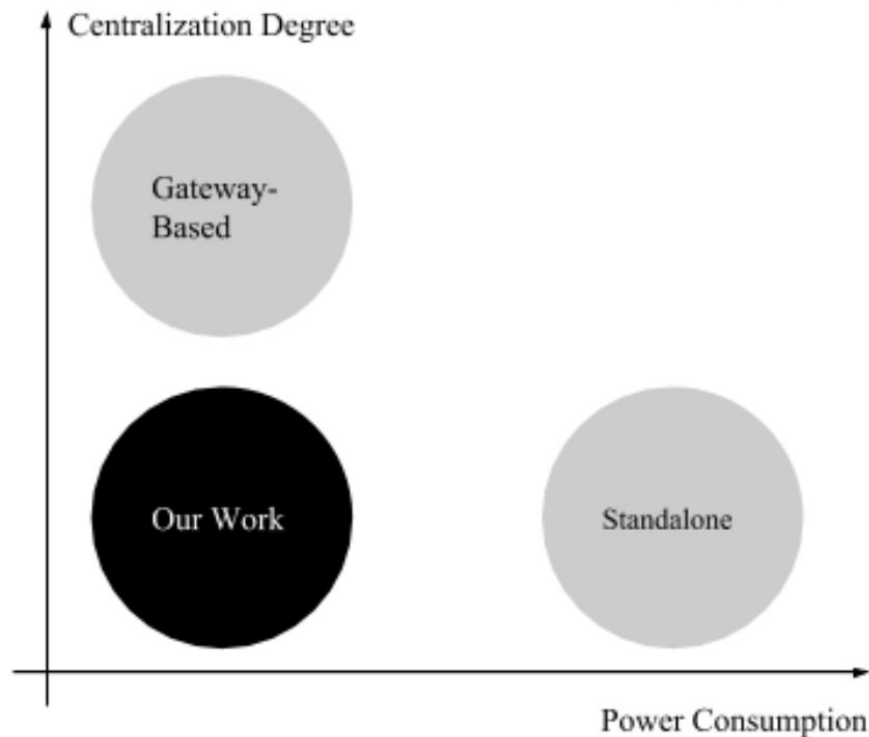 Centralization Degree
Gateway-
Based
Our Work
Standalone
Power Consumption